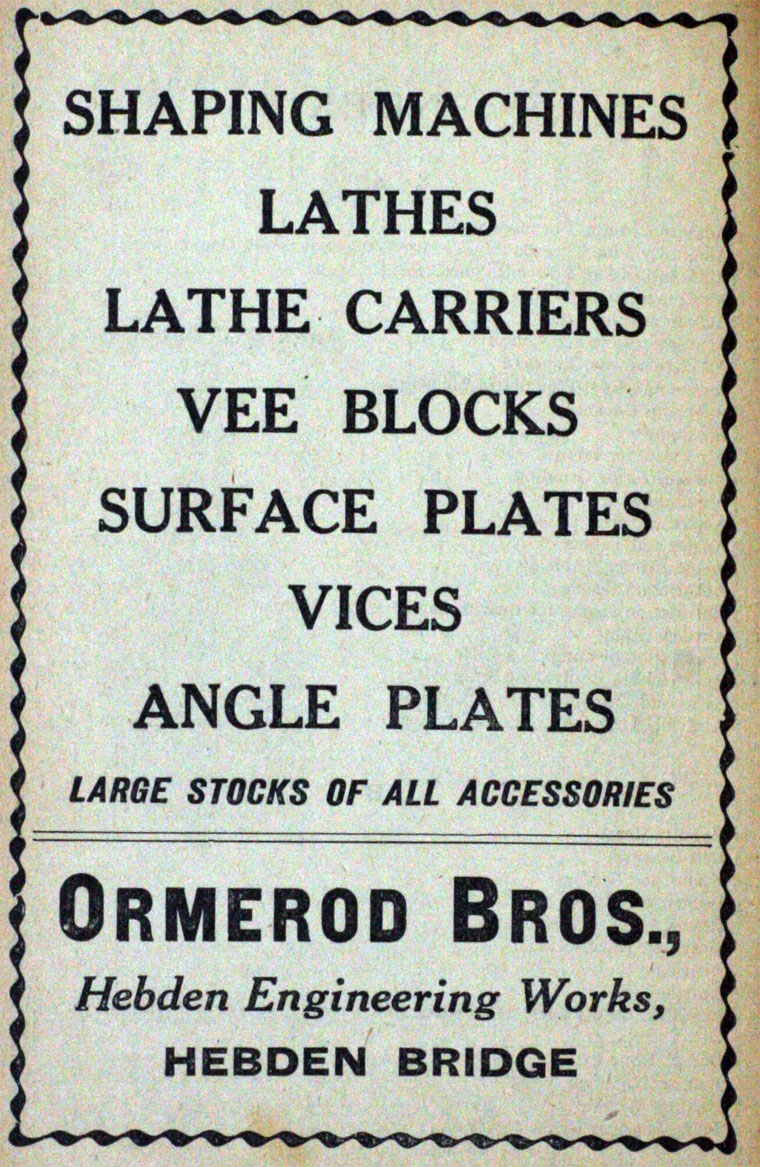 SHAPING MACHINES
LATHES
LATHE CARRIERS
VEE BLOCKS
SURFACE PLATES
VICES
ANGLE PLATES
LARGE STOCKS OF ALL ACCESSORIES
ORMEROD BROS.,
Hebden Engineering Works,
HEBDEN BRIDGE